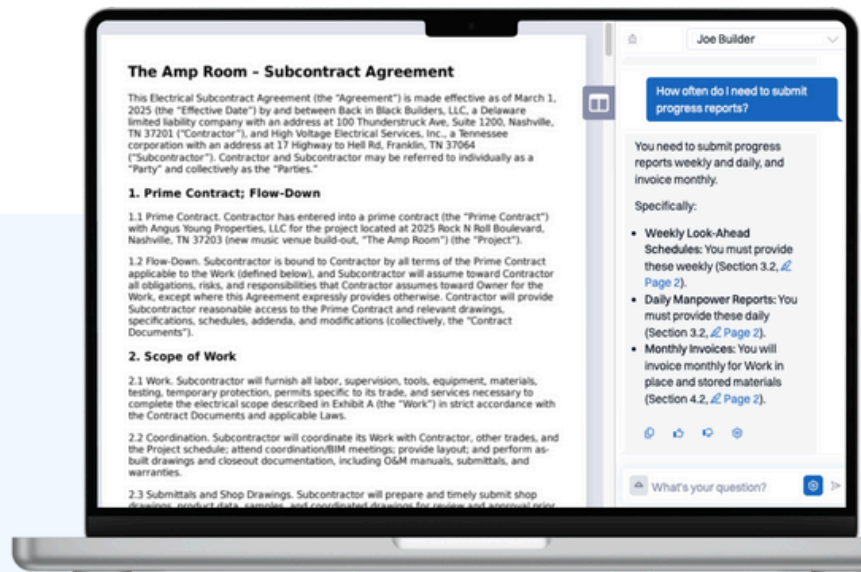 The Amp Room – Subcontract Agreement
This Electrical Subcontract Agreement (the “Agreement”) is made effective as of March 1,
2025 (the “Effective Date”) by and between Back in Black Builders, LLC, a Delaware
limited liability company with an address at 100 Thunderstruck Ave, Suite 1200, Nashville,
TN 37201 (“Contractor”), and High Voltage Electrical Services, Inc., a Tennessee
corporation with an address at 17 Highway to Hell Rd, Franklin, TN 37064
(“Subcontractor”). Contractor and Subcontractor may be referred to individually as a
“Party” and collectively as the “Parties.”
1. Prime Contract; Flow-Down
1.1 Prime Contract. Contractor has entered into a prime contract (the “Prime Contract”)
with Angus Young Properties, LLC for the project located at 2025 Rock N Roll Boulevard,
Nashville, TN 37203 (new music venue build-out, “The Amp Room”) (the “Project”).
1.2 Flow-Down. Subcontractor is bound to Contractor by all terms of the Prime Contract
applicable to the Work (defined below), and Subcontractor will assume toward Contractor
all obligations, risks, and responsibilities that Contractor assumes toward Owner for the
Work, except where this Agreement expressly provides otherwise. Contractor will provide
Subcontractor reasonable access to the Prime Contract and relevant drawings,
specifications, schedules, addenda, and modifications (collectively, the “Contract
Documents”).
2. Scope of Work
2.1 Work. Subcontractor will furnish all labor, supervision, tools, equipment, materials,
testing, temporary protection, permits specific to its trade, and services necessary to
complete the electrical scope described in Exhibit A (the “Work”) in strict accordance with
the Contract Documents and applicable Laws.
2.2 Coordination. Subcontractor will coordinate its Work with Contractor, other trades, and
the Project schedule; attend coordination/BIM meetings; provide layout; and perform as-
built drawings and closeout documentation, including O&M manuals, submittals, and
warranties.
2.3 Submittals and Shop Drawings. Subcontractor will prepare and timely submit shop
drawings, product data, samples, and coordinated drawings for review and approval prior
Joe Builder
How often do I need to submit
progress reports?
You need to submit progress
reports weekly and daily, and
invoice monthly.
Specifically:
• Weekly Look-Ahead
Schedules: You must provide
these weekly (Section 3.2,
Page 2).
• Daily Manpower Reports: You
must provide these daily
(Section 3.2, Page 2).
• Monthly Invoices: You will
invoice monthly for Work in
place and stored materials
(Section 4.2, Page 2).
What's your question?